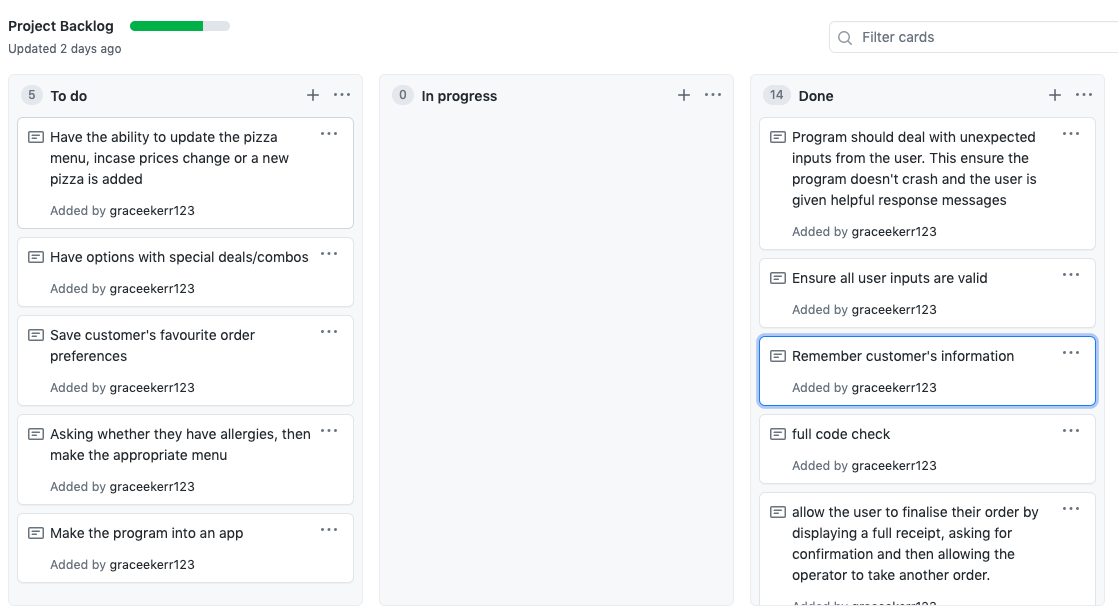 Project Backlog
Updated 2 days ago
Filter cards
5 To do
Have the ability to update the pizza
menu, incase prices change or a new
pizza is added
Added by graceekerr123
Have options with special deals/combos
Added by graceekerr123
Save customer's favourite order
preferences
Added by graceekerr123
Asking whether they have allergies, then
make the appropriate menu
Added by graceekerr123
Make the program into an app
Added by graceekerr123
0 In progress
14 Done
Program should deal with unexpected
inputs from the user. This ensure the
program doesn't crash and the user is
given helpful response messages
Added by graceekerr123
Ensure all user inputs are valid
Added by graceekerr123
Remember customer's information
Added by graceekerr123
full code check
Added by graceekerr123
allow the user to finalise their order by
displaying a full receipt, asking for
confirmation and then allowing the
operator to take another order.
Added by graceekerr123